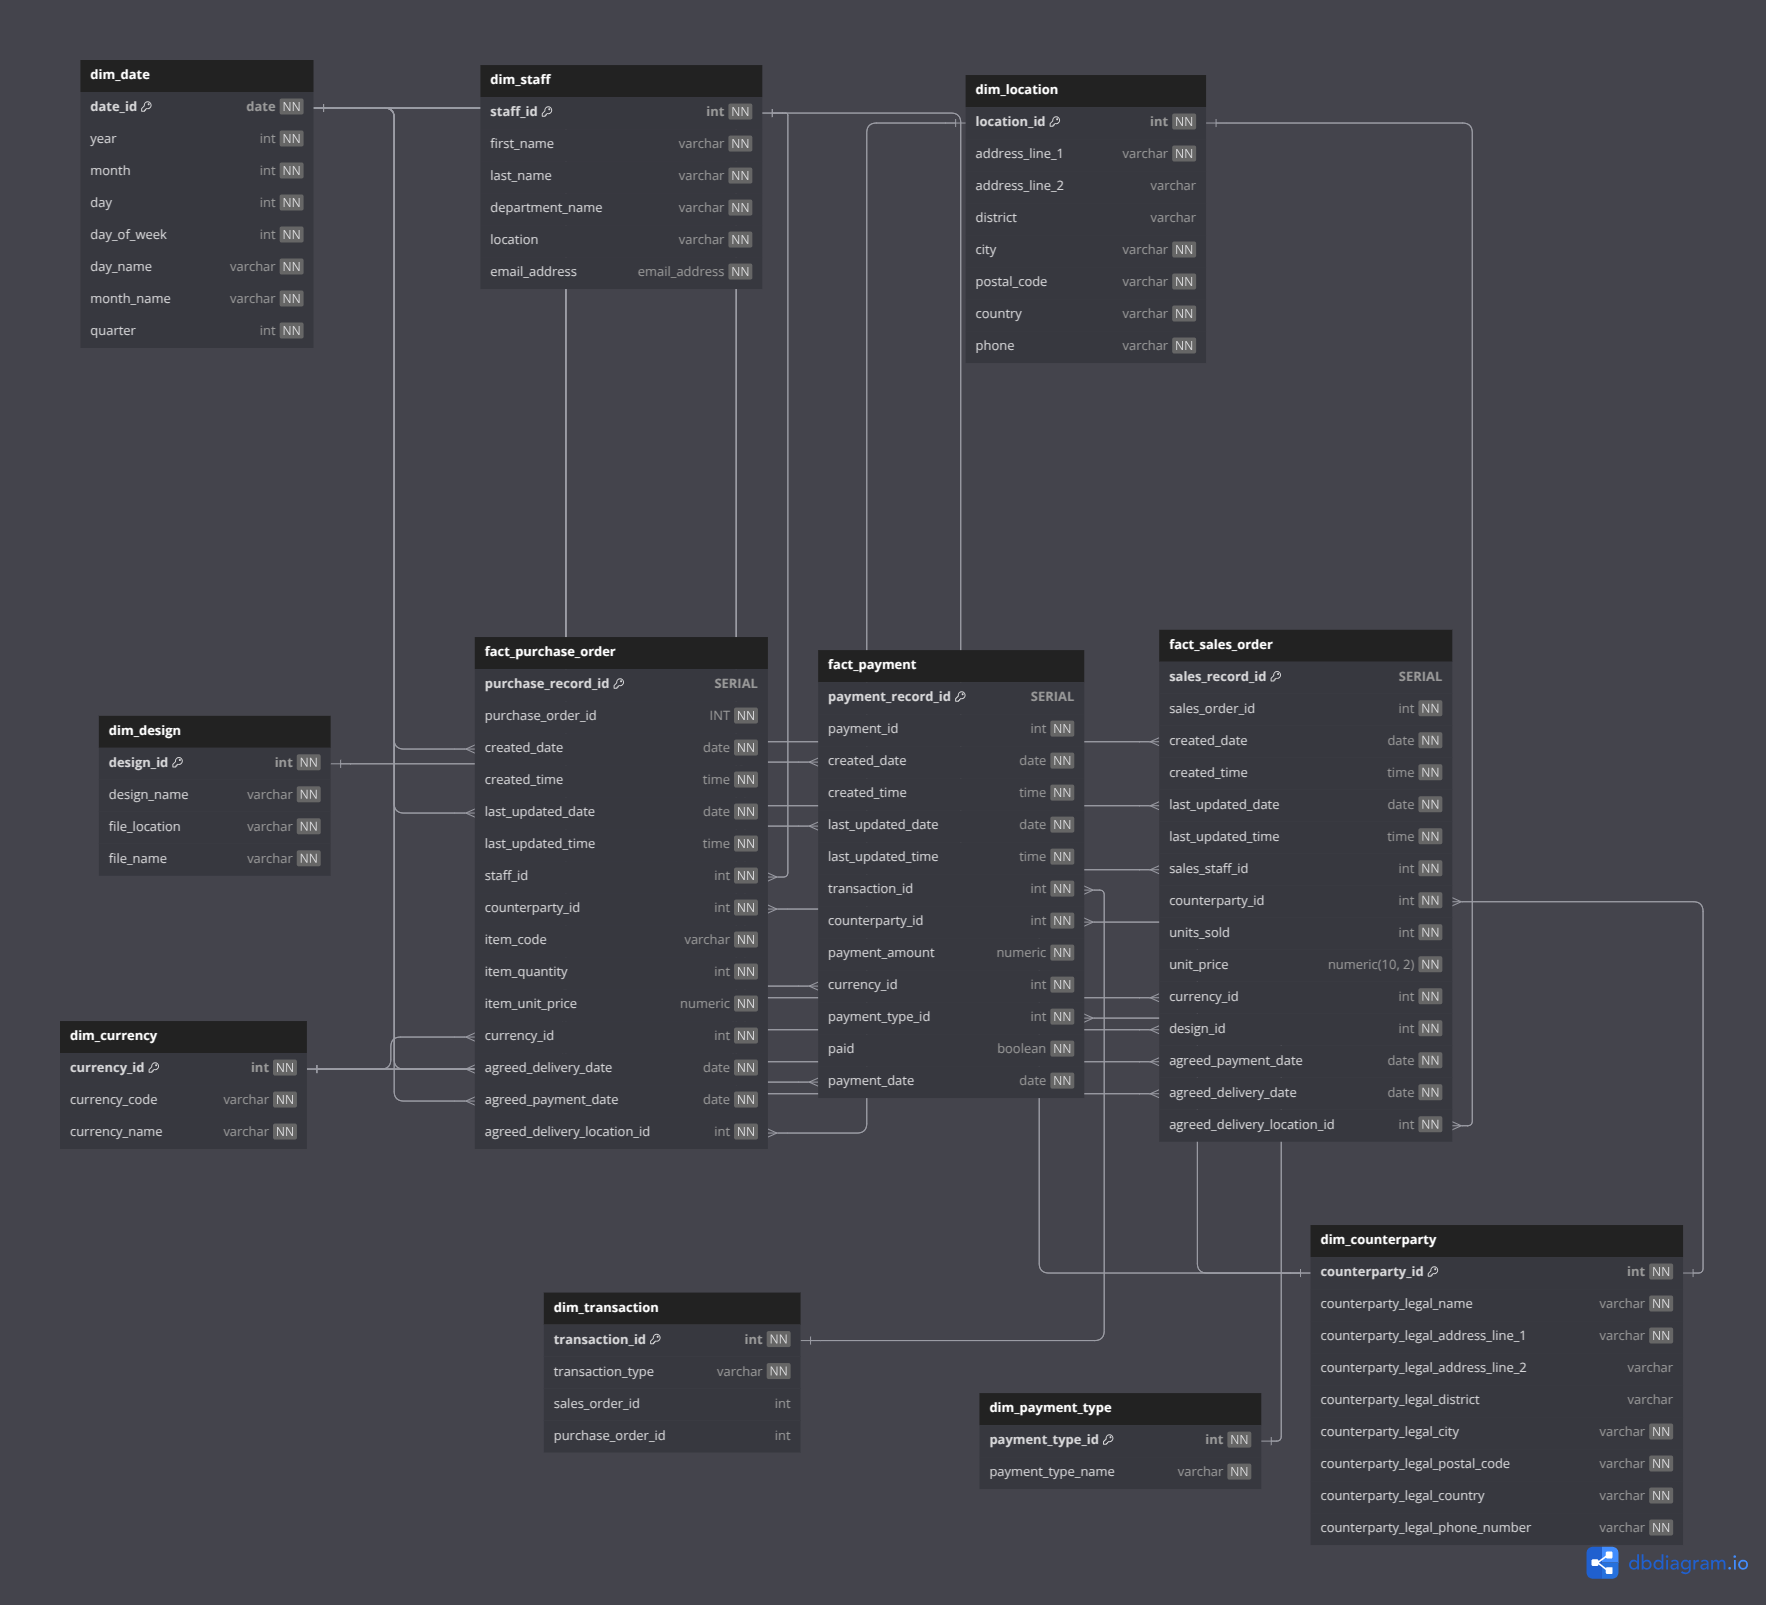 dim_date
date_id date NN
year int NN
month int NN
day int NN
day_of_week int NN
day_name varchar NN
month_name varchar NN
quarter int NN
dim_staff
staff_id int NN
first_name varchar NN
last_name varchar NN
department_name varchar NN
location varchar NN
email_address email_address NN
dim_location
location_id int NN
address_line_1 varchar NN
address_line_2 varchar
district varchar
city varchar NN
postal_code varchar NN
country varchar NN
phone varchar NN
dim_design
design_id int NN
design_name varchar NN
file_location varchar NN
file_name varchar NN
fact_purchase_order
purchase_record_id SERIAL
purchase_order_id INT NN
created_date date NN
created_time time NN
last_updated_date date NN
last_updated_time time NN
staff_id int NN
counterparty_id int NN
item_code varchar NN
item_quantity int NN
item_unit_price numeric NN
currency_id int NN
agreed_delivery_date date NN
agreed_payment_date date NN
agreed_delivery_location_id int NN
fact_payment
payment_record_id SERIAL
payment_id int NN
created_date date NN
created_time time NN
last_updated_date date NN
last_updated_time time NN
transaction_id int NN
counterparty_id int NN
payment_amount numeric NN
currency_id int NN
payment_type_id int NN
paid boolean NN
payment_date date NN
fact_sales_order
sales_record_id SERIAL
sales_order_id int NN
created_date date NN
created_time time NN
last_updated_date date NN
last_updated_time time NN
sales_staff_id int NN
counterparty_id int NN
units_sold int NN
unit_price numeric(10, 2) NN
currency_id int NN
design_id int NN
agreed_payment_date date NN
agreed_delivery_date date NN
agreed_delivery_location_id int NN
dim_currency
currency_id int NN
currency_code varchar NN
currency_name varchar NN
dim_transaction
transaction_id int NN
transaction_type varchar NN
sales_order_id int
purchase_order_id int
dim_payment_type
payment_type_id int NN
payment_type_name varchar NN
dim_counterparty
counterparty_id int NN
counterparty_legal_name varchar NN
counterparty_legal_address_line_1 varchar NN
counterparty_legal_address_line_2 varchar
counterparty_legal_district varchar
counterparty_legal_city varchar NN
counterparty_legal_postal_code varchar NN
counterparty_legal_country varchar NN
counterparty_legal_phone_number varchar NN
dbdiagram.io